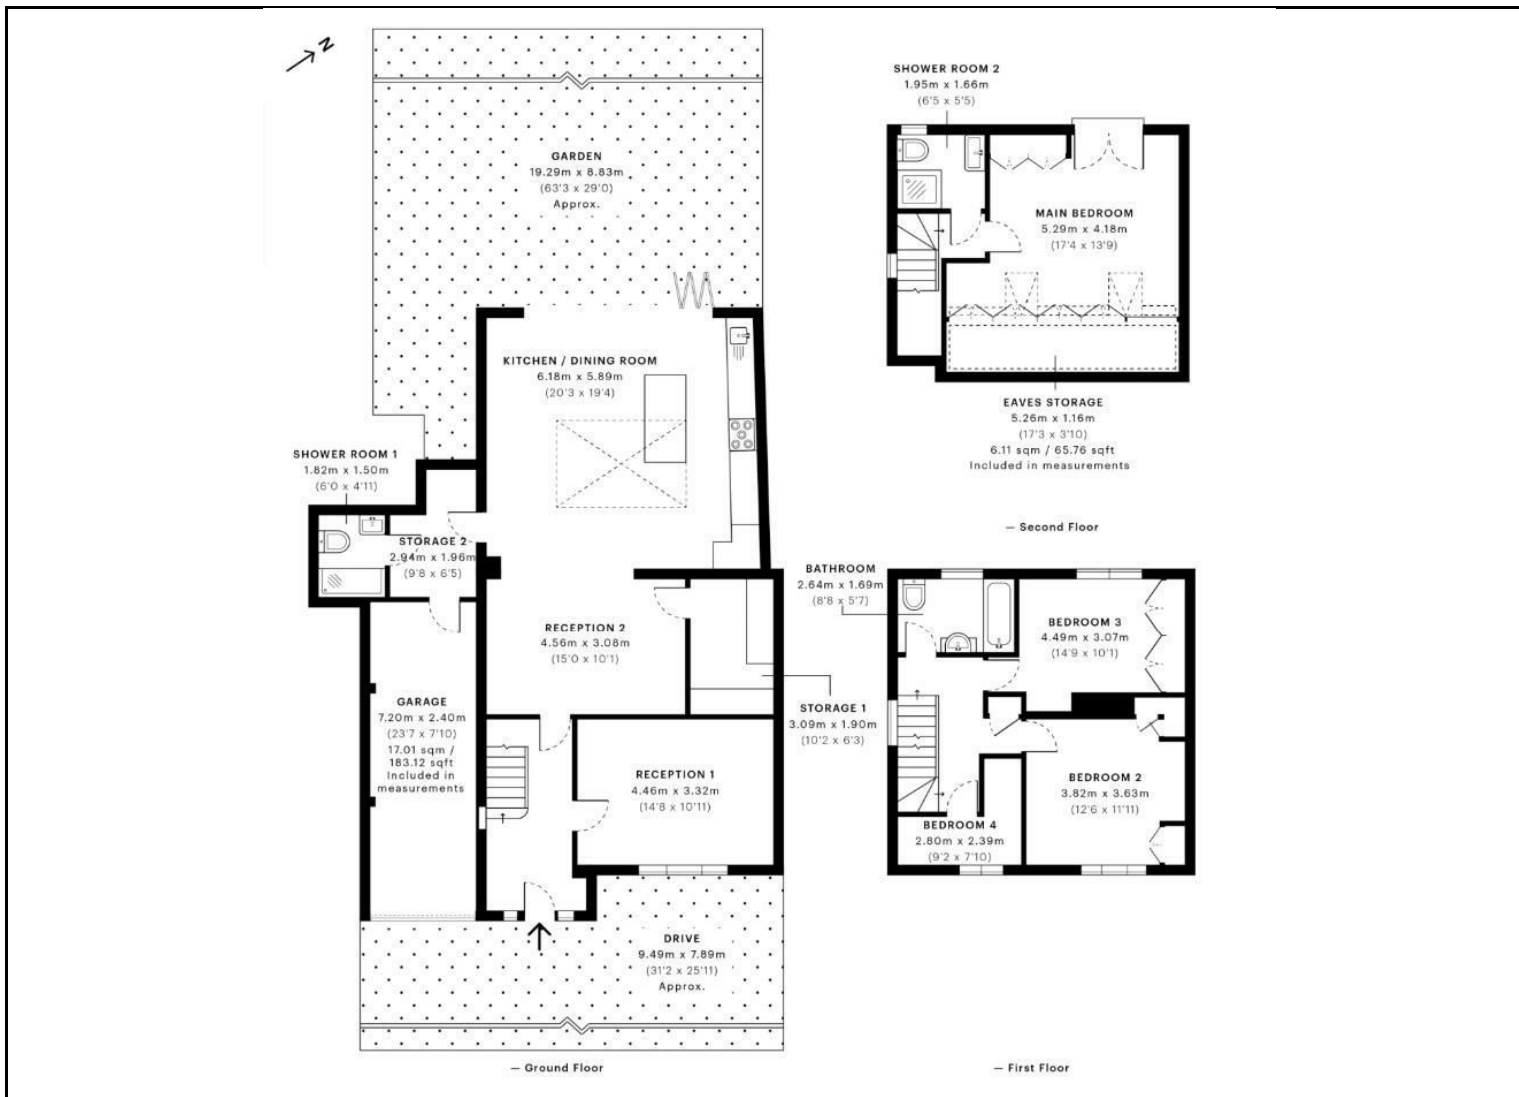 N
GARDEN
19.29m x 8.83m
(63'3 x 29'0)
Approx.
KITCHEN / DINING ROOM
6.18m x 5.89m
(20'3 x 19'4)
SHOWER ROOM 1
1.82m x 1.50m
(6'0 x 4'11)
STORAGE 2
2.94m x 1.96m
(9'8 x 6'5)
RECEPTION 2
4.56m x 3.08m
(15'0 x 10'1)
GARAGE
7.20m x 2.40m
(23'7 x 7'10)
17.01 sqm /
183.12 sqft
Included in
measurements
STORAGE 1
3.09m x 1.90m
(10'2 x 6'3)
RECEPTION 1
4.46m x 3.32m
(14'8 x 10'11)
DRIVE
9.49m x 7.89m
(31'2 x 25'11)
Approx.
— Ground Floor
SHOWER ROOM 2
1.95m x 1.66m
(6'5 x 5'5)
MAIN BEDROOM
5.29m x 4.18m
(17'4 x 13'9)
EAVES STORAGE
5.26m x 1.16m
(17'3 x 3'10)
6.11 sqm / 65.76 sqft
Included in measurements
— Second Floor
BATHROOM
2.64m x 1.69m
(8'8 x 5'7)
BEDROOM 3
4.49m x 3.07m
(14'9 x 10'1)
BEDROOM 2
3.82m x 3.63m
(12'6 x 11'11)
BEDROOM 4
2.80m x 2.39m
(9'2 x 7'10)
— First Floor